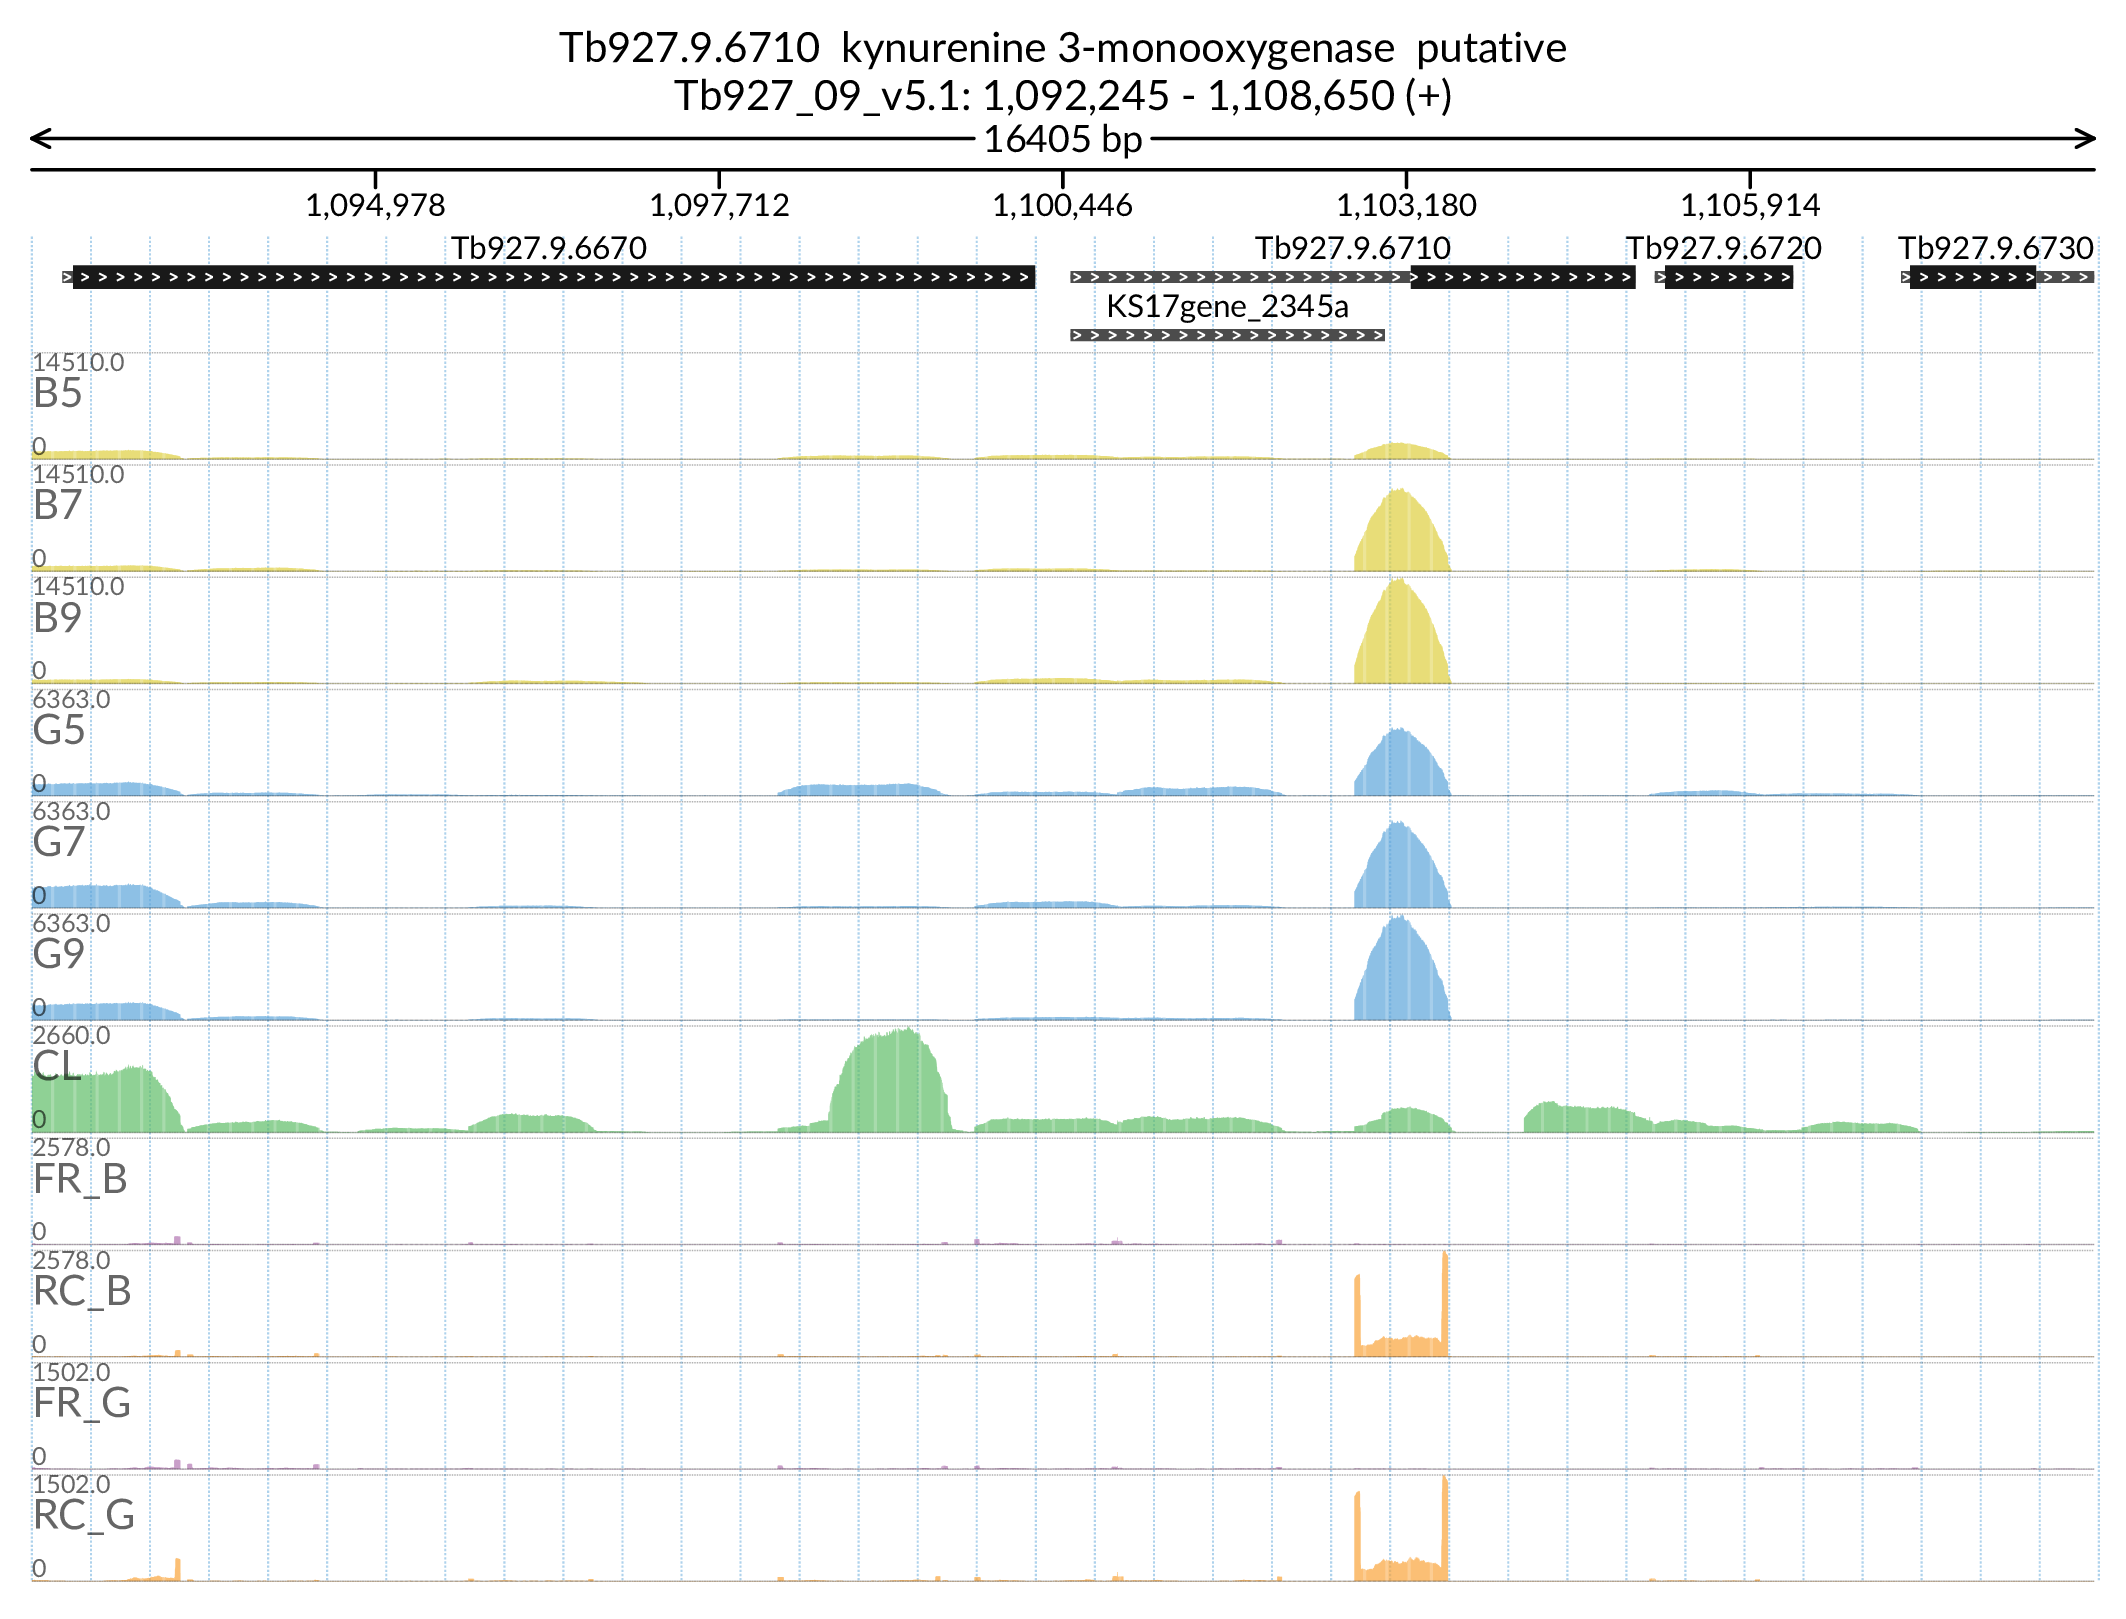 Tb927.9.6710 kynurenine 3-monooxygenase putative
Tb927_09_v5.1: 1,092,245 - 1,108,650 (+)
16405 bp
1,094,978 1,097,712 1,100,446 1,103,180 1,105,914
Tb927.9.6670 Tb927.9.6710 Tb927.9.6720 Tb927.9.6730
KS17gene_2345a
14510.0
B5
0
14510.0
B7
0
14510.0
B9
0
6363.0
G5
0
6363.0
G7
0
6363.0
G9
0
2660.0
CL
0
2578.0
FR_B
0
2578.0
RC_B
0
1502.0
FR_G
0
1502.0
RC_G
0